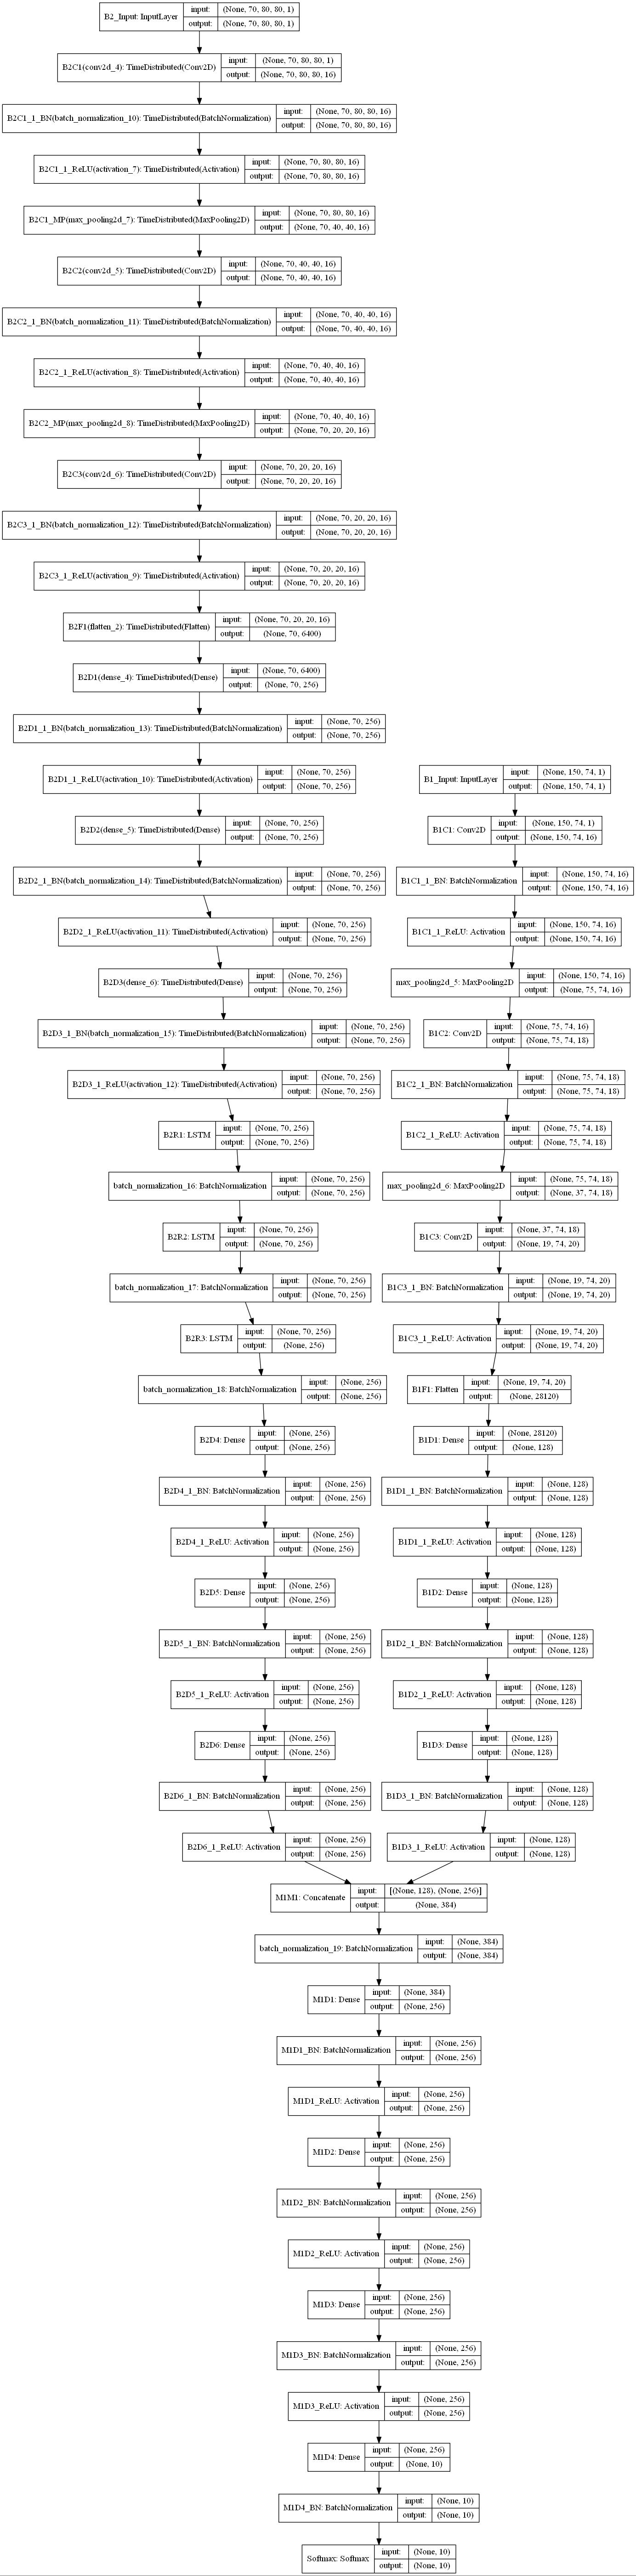 B2_Input: InputLayer
input: (None, 70, 80, 80, 1)
output: (None, 70, 80, 80, 1)
B2C1(conv2d_4): TimeDistributed(Conv2D)
input: (None, 70, 80, 80, 1)
output: (None, 70, 80, 80, 16)
B2C1_1_BN(batch_normalization_10): TimeDistributed(BatchNormalization)
input: (None, 70, 80, 80, 16)
output: (None, 70, 80, 80, 16)
B2C1_1_ReLU(activation_7): TimeDistributed(Activation)
input: (None, 70, 80, 80, 16)
output: (None, 70, 80, 80, 16)
B2C1_MP(max_pooling2d_7): TimeDistributed(MaxPooling2D)
input: (None, 70, 80, 80, 16)
output: (None, 70, 40, 40, 16)
B2C2(conv2d_5): TimeDistributed(Conv2D)
input: (None, 70, 40, 40, 16)
output: (None, 70, 40, 40, 16)
B2C2_1_BN(batch_normalization_11): TimeDistributed(BatchNormalization)
input: (None, 70, 40, 40, 16)
output: (None, 70, 40, 40, 16)
B2C2_1_ReLU(activation_8): TimeDistributed(Activation)
input: (None, 70, 40, 40, 16)
output: (None, 70, 40, 40, 16)
B2C2_MP(max_pooling2d_8): TimeDistributed(MaxPooling2D)
input: (None, 70, 40, 40, 16)
output: (None, 70, 20, 20, 16)
B2C3(conv2d_6): TimeDistributed(Conv2D)
input: (None, 70, 20, 20, 16)
output: (None, 70, 20, 20, 16)
B2C3_1_BN(batch_normalization_12): TimeDistributed(BatchNormalization)
input: (None, 70, 20, 20, 16)
output: (None, 70, 20, 20, 16)
B2C3_1_ReLU(activation_9): TimeDistributed(Activation)
input: (None, 70, 20, 20, 16)
output: (None, 70, 20, 20, 16)
B2F1(flatten_2): TimeDistributed(Flatten)
input: (None, 70, 20, 20, 16)
output: (None, 70, 6400)
B2D1(dense_4): TimeDistributed(Dense)
input: (None, 70, 6400)
output: (None, 70, 256)
B2D1_1_BN(batch_normalization_13): TimeDistributed(BatchNormalization)
input: (None, 70, 256)
output: (None, 70, 256)
B2D1_1_ReLU(activation_10): TimeDistributed(Activation)
input: (None, 70, 256)
output: (None, 70, 256)
B2D2(dense_5): TimeDistributed(Dense)
input: (None, 70, 256)
output: (None, 70, 256)
B2D2_1_BN(batch_normalization_14): TimeDistributed(BatchNormalization)
input: (None, 70, 256)
output: (None, 70, 256)
B2D2_1_ReLU(activation_11): TimeDistributed(Activation)
input: (None, 70, 256)
output: (None, 70, 256)
B2D3(dense_6): TimeDistributed(Dense)
input: (None, 70, 256)
output: (None, 70, 256)
B2D3_1_BN(batch_normalization_15): TimeDistributed(BatchNormalization)
input: (None, 70, 256)
output: (None, 70, 256)
B2D3_1_ReLU(activation_12): TimeDistributed(Activation)
input: (None, 70, 256)
output: (None, 70, 256)
B2R1: LSTM
input: (None, 70, 256)
output: (None, 70, 256)
batch_normalization_16: BatchNormalization
input: (None, 70, 256)
output: (None, 70, 256)
B2R2: LSTM
input: (None, 70, 256)
output: (None, 70, 256)
batch_normalization_17: BatchNormalization
input: (None, 70, 256)
output: (None, 70, 256)
B2R3: LSTM
input: (None, 70, 256)
output: (None, 256)
batch_normalization_18: BatchNormalization
input: (None, 256)
output: (None, 256)
B2D4: Dense
input: (None, 256)
output: (None, 256)
B2D4_1_BN: BatchNormalization
input: (None, 256)
output: (None, 256)
B2D4_1_ReLU: Activation
input: (None, 256)
output: (None, 256)
B2D5: Dense
input: (None, 256)
output: (None, 256)
B2D5_1_BN: BatchNormalization
input: (None, 256)
output: (None, 256)
B2D5_1_ReLU: Activation
input: (None, 256)
output: (None, 256)
B2D6: Dense
input: (None, 256)
output: (None, 256)
B2D6_1_BN: BatchNormalization
input: (None, 256)
output: (None, 256)
B2D6_1_ReLU: Activation
input: (None, 256)
output: (None, 256)
B1_Input: InputLayer
input: (None, 150, 74, 1)
output: (None, 150, 74, 1)
B1C1: Conv2D
input: (None, 150, 74, 1)
output: (None, 150, 74, 16)
B1C1_1_BN: BatchNormalization
input: (None, 150, 74, 16)
output: (None, 150, 74, 16)
B1C1_1_ReLU: Activation
input: (None, 150, 74, 16)
output: (None, 150, 74, 16)
max_pooling2d_5: MaxPooling2D
input: (None, 150, 74, 16)
output: (None, 75, 74, 16)
B1C2: Conv2D
input: (None, 75, 74, 16)
output: (None, 75, 74, 18)
B1C2_1_BN: BatchNormalization
input: (None, 75, 74, 18)
output: (None, 75, 74, 18)
B1C2_1_ReLU: Activation
input: (None, 75, 74, 18)
output: (None, 75, 74, 18)
max_pooling2d_6: MaxPooling2D
input: (None, 75, 74, 18)
output: (None, 37, 74, 18)
B1C3: Conv2D
input: (None, 37, 74, 18)
output: (None, 19, 74, 20)
B1C3_1_BN: BatchNormalization
input: (None, 19, 74, 20)
output: (None, 19, 74, 20)
B1C3_1_ReLU: Activation
input: (None, 19, 74, 20)
output: (None, 19, 74, 20)
B1F1: Flatten
input: (None, 19, 74, 20)
output: (None, 28120)
B1D1: Dense
input: (None, 28120)
output: (None, 128)
B1D1_1_BN: BatchNormalization
input: (None, 128)
output: (None, 128)
B1D1_1_ReLU: Activation
input: (None, 128)
output: (None, 128)
B1D2: Dense
input: (None, 128)
output: (None, 128)
B1D2_1_BN: BatchNormalization
input: (None, 128)
output: (None, 128)
B1D2_1_ReLU: Activation
input: (None, 128)
output: (None, 128)
B1D3: Dense
input: (None, 128)
output: (None, 128)
B1D3_1_BN: BatchNormalization
input: (None, 128)
output: (None, 128)
B1D3_1_ReLU: Activation
input: (None, 128)
output: (None, 128)
M1M1: Concatenate
input: [(None, 128), (None, 256)]
output: (None, 384)
batch_normalization_19: BatchNormalization
input: (None, 384)
output: (None, 384)
M1D1: Dense
input: (None, 384)
output: (None, 256)
M1D1_BN: BatchNormalization
input: (None, 256)
output: (None, 256)
M1D1_ReLU: Activation
input: (None, 256)
output: (None, 256)
M1D2: Dense
input: (None, 256)
output: (None, 256)
M1D2_BN: BatchNormalization
input: (None, 256)
output: (None, 256)
M1D2_ReLU: Activation
input: (None, 256)
output: (None, 256)
M1D3: Dense
input: (None, 256)
output: (None, 256)
M1D3_BN: BatchNormalization
input: (None, 256)
output: (None, 256)
M1D3_ReLU: Activation
input: (None, 256)
output: (None, 256)
M1D4: Dense
input: (None, 256)
output: (None, 10)
M1D4_BN: BatchNormalization
input: (None, 10)
output: (None, 10)
Softmax: Softmax
input: (None, 10)
output: (None, 10)